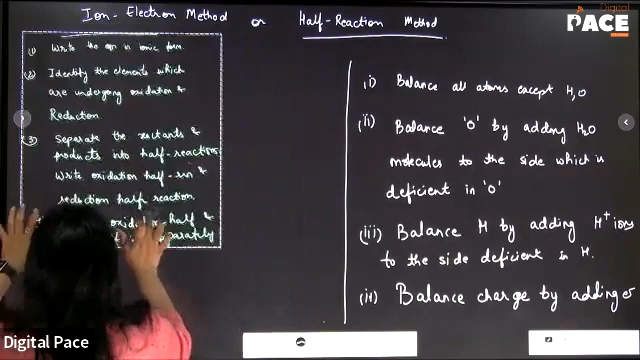 Ion-Electron Method or Half-Reaction Method
(1) Write the eqn in ionic form.
(2) Identify the elements which
are undergoing oxidation &
Reduction
(3) Separate the reactants &
products into half-reactions
Write oxidation half-rxn &
reduction half reaction
half &
separately
(i) Balance all atoms except H, O
(ii) Balance 'O' by adding H₂O
molecules to the side which is
deficient in 'O'
(iii) Balance H by adding H⁺ ions
to the side deficient in H.
(iv) Balance charge by adding e⁻
Digital
PACE
Digital Pace